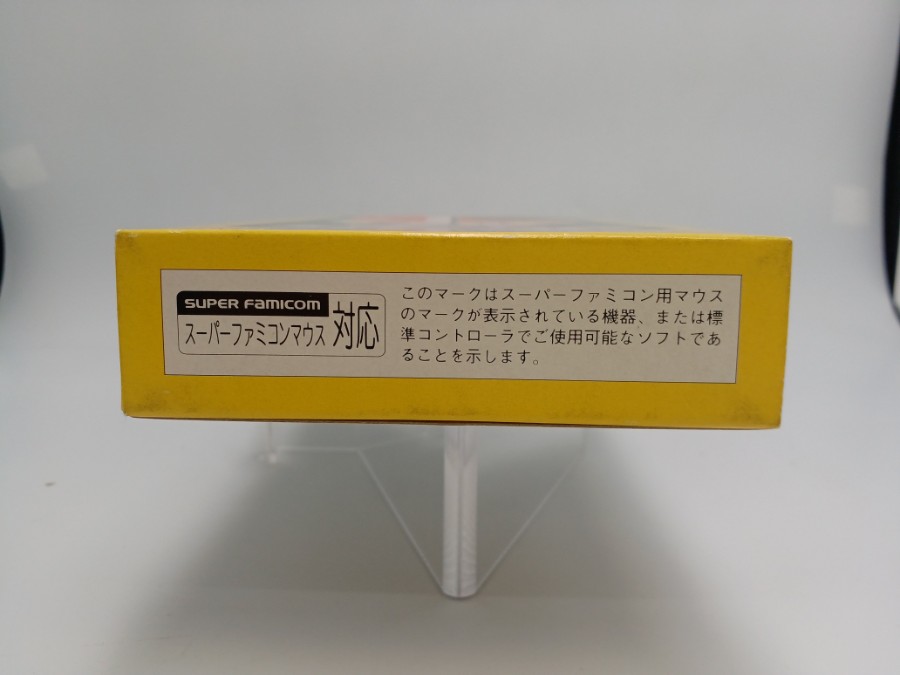 SUPER FAMICOM
スーパーファミコンマウス 対応
このマークはスーパーファミコン用マウス
のマークが表示されている機器、または標
準コントローラでご使用可能なソフトであ
ることを示します。